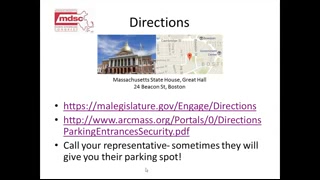 mdsc
Directions
Massachusetts State House, Great Hall
24 Beacon St, Boston
• https://malegislature.gov/Engage/Directions
• http://www.arcmass.org/Portals/0/Directions
ParkingEntrancesSecurity.pdf
• Call your representative- sometimes they will
give you their parking spot!